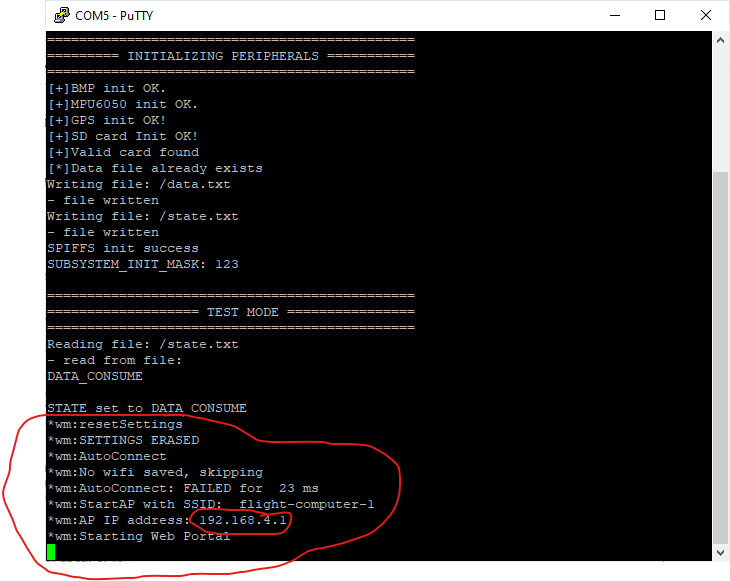 COM5 - PuTTY
==============================================
========= INITIALIZING PERIPHERALS ===========
==============================================
[+]BMP init OK.
[+]MPU6050 init OK.
[+]GPS init OK!
[+]SD card Init OK!
[+]Valid card found
[*]Data file already exists
Writing file: /data.txt
- file written
Writing file: /state.txt
- file written
SPIFFS init success
SUBSYSTEM_INIT_MASK: 123
==============================================
=================== TEST MODE ================
==============================================
Reading file: /state.txt
- read from file:
DATA_CONSUME
STATE set to DATA CONSUME
*wm:resetSettings
*wm:SETTINGS ERASED
*wm:AutoConnect
*wm:No wifi saved, skipping
*wm:AutoConnect: FAILED for  23 ms
*wm:StartAP with SSID:  flight-computer-1
*wm:AP IP address: 192.168.4.1
*wm:Starting Web Portal